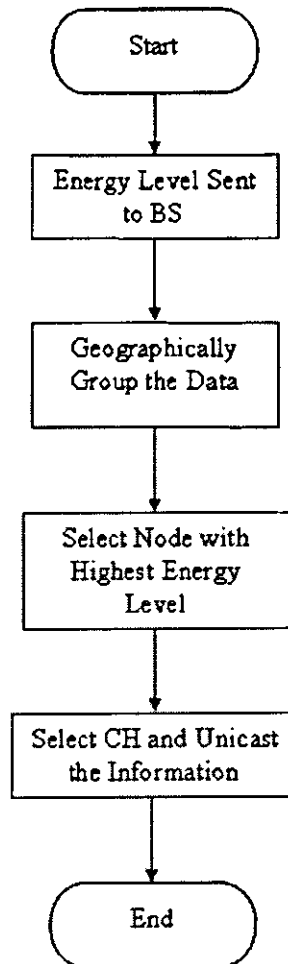 Start
Energy Level Sent
to BS
Geographically
Group the Data
Select Node with
Highest Energy
Level
Select CH and Unicast
the Information
End